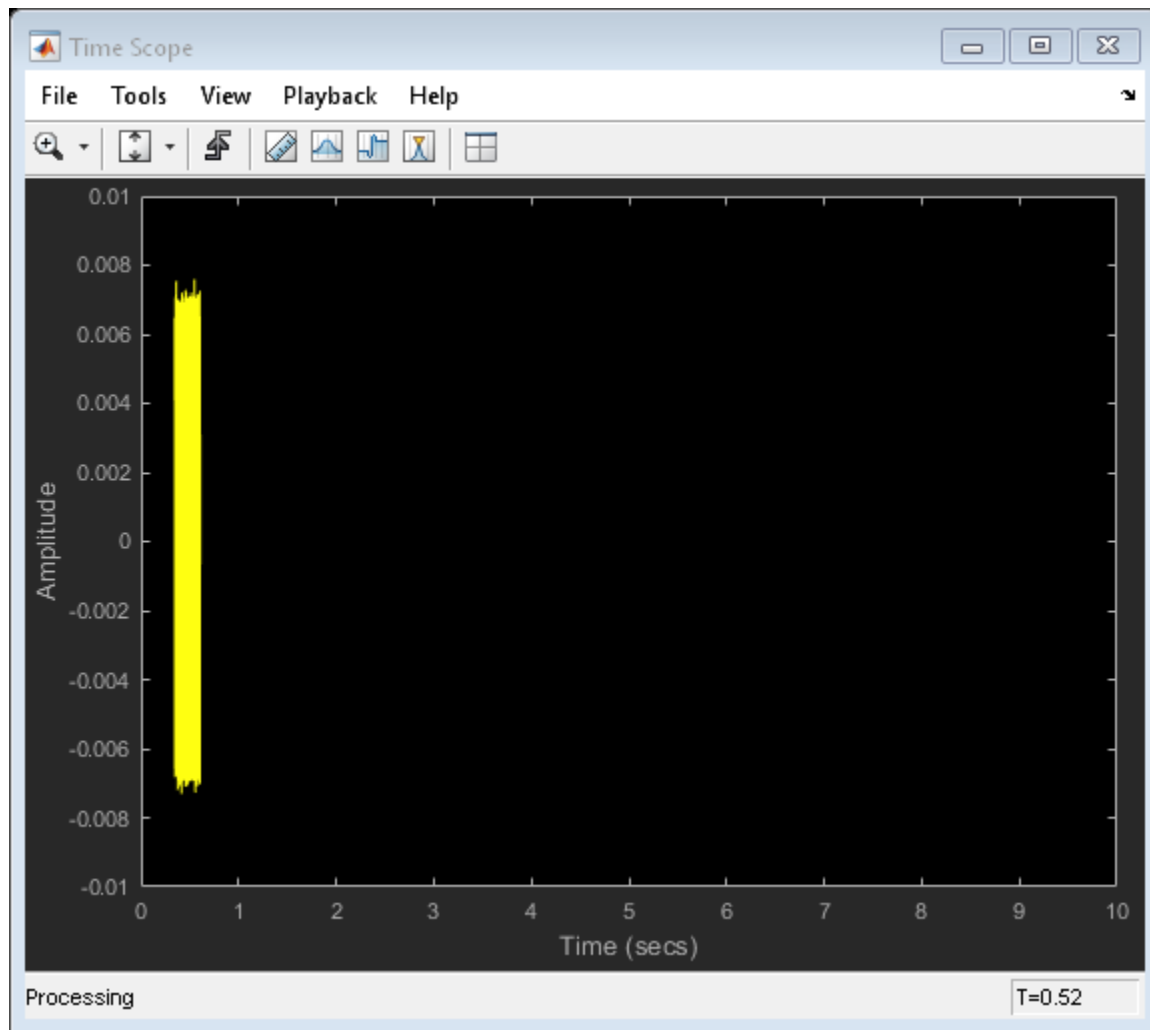 Time Scope
File Tools View Playback Help
0.01
0.008
0.006
0.004
0.002
0
-0.002
-0.004
-0.006
-0.008
-0.01
Amplitude
0 1 2 3 4 5 6 7 8 9 10
Time (secs)
Processing T=0.52